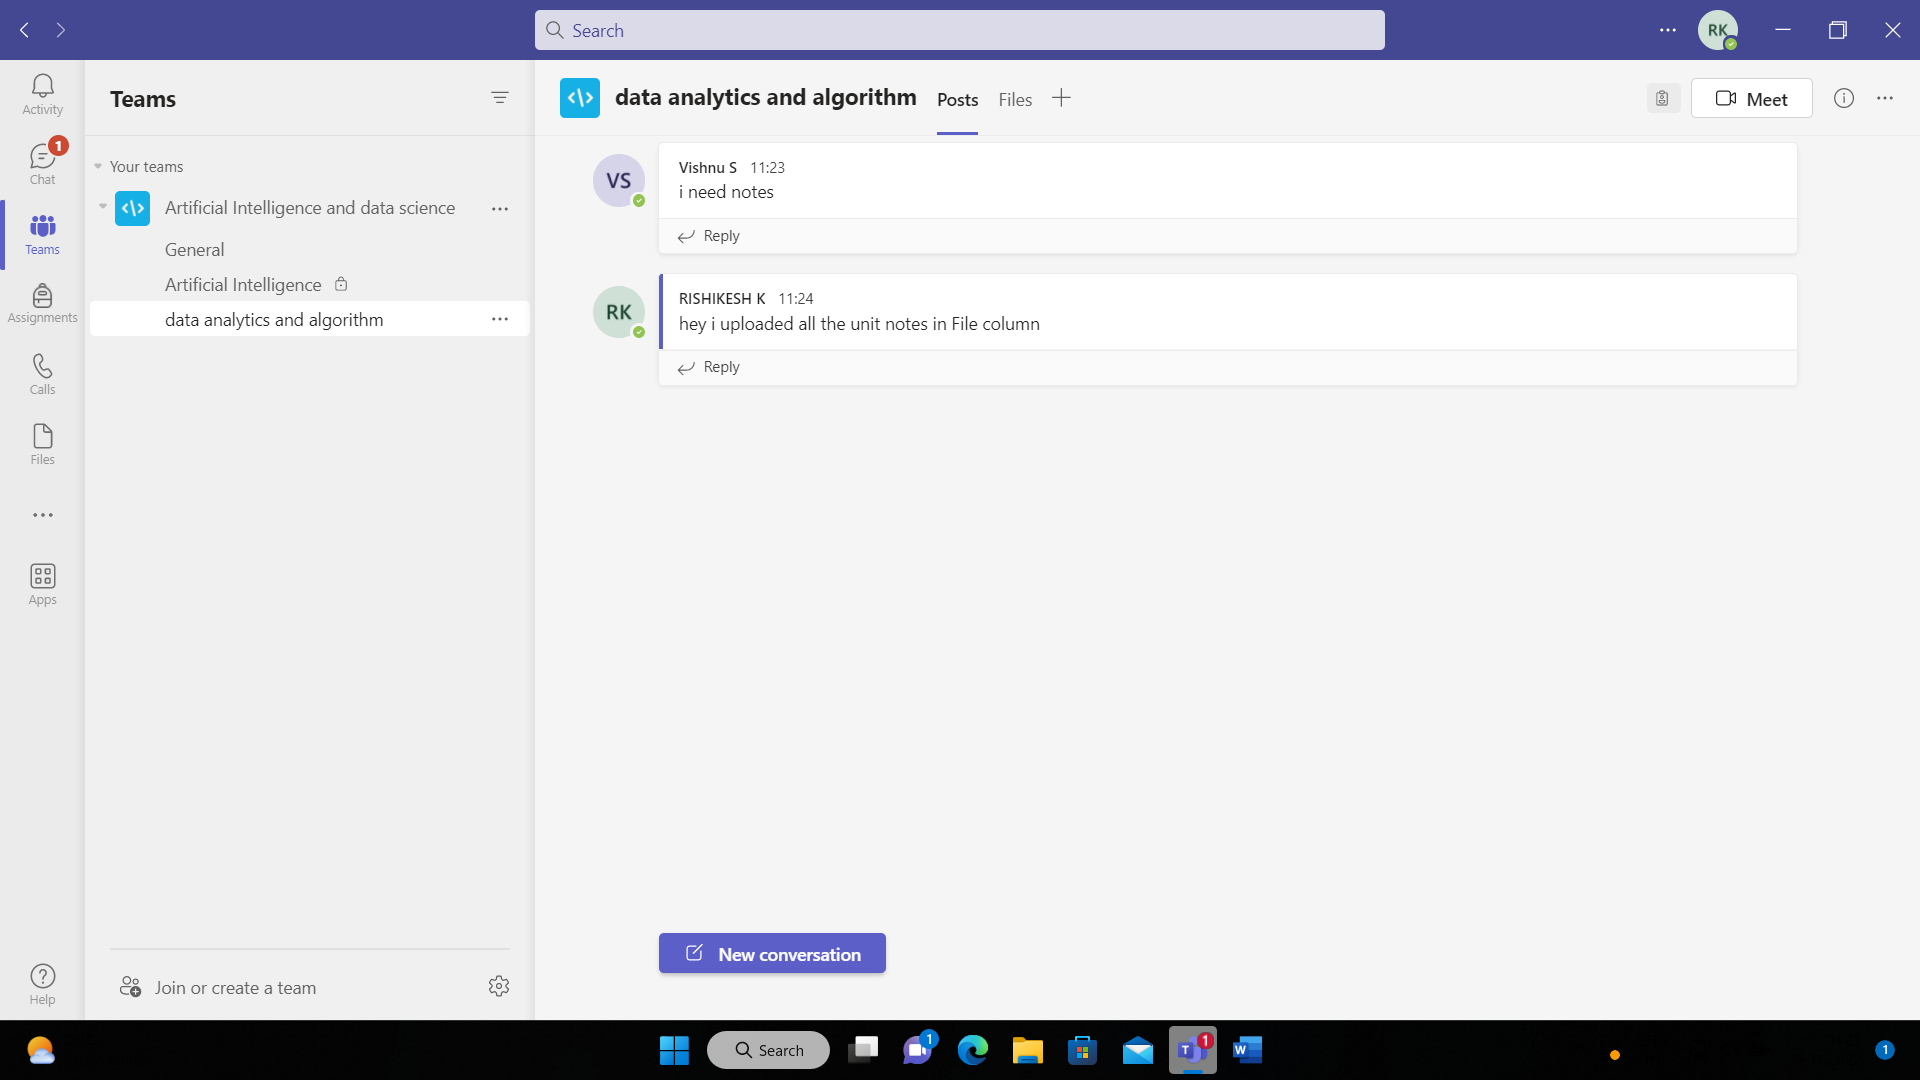 Search
RK
Activity
1
Chat
Teams
Assignments
Calls
Files
Apps
Help
Teams
Your teams
Artificial Intelligence and data science
General
Artificial Intelligence
data analytics and algorithm
Join or create a team
data analytics and algorithm
Posts
Files
Meet
VS
Vishnu S 11:23
i need notes
Reply
RK
RISHIKESH K 11:24
hey i uploaded all the unit notes in File column
Reply
New conversation
Search
1
T
1
W
1